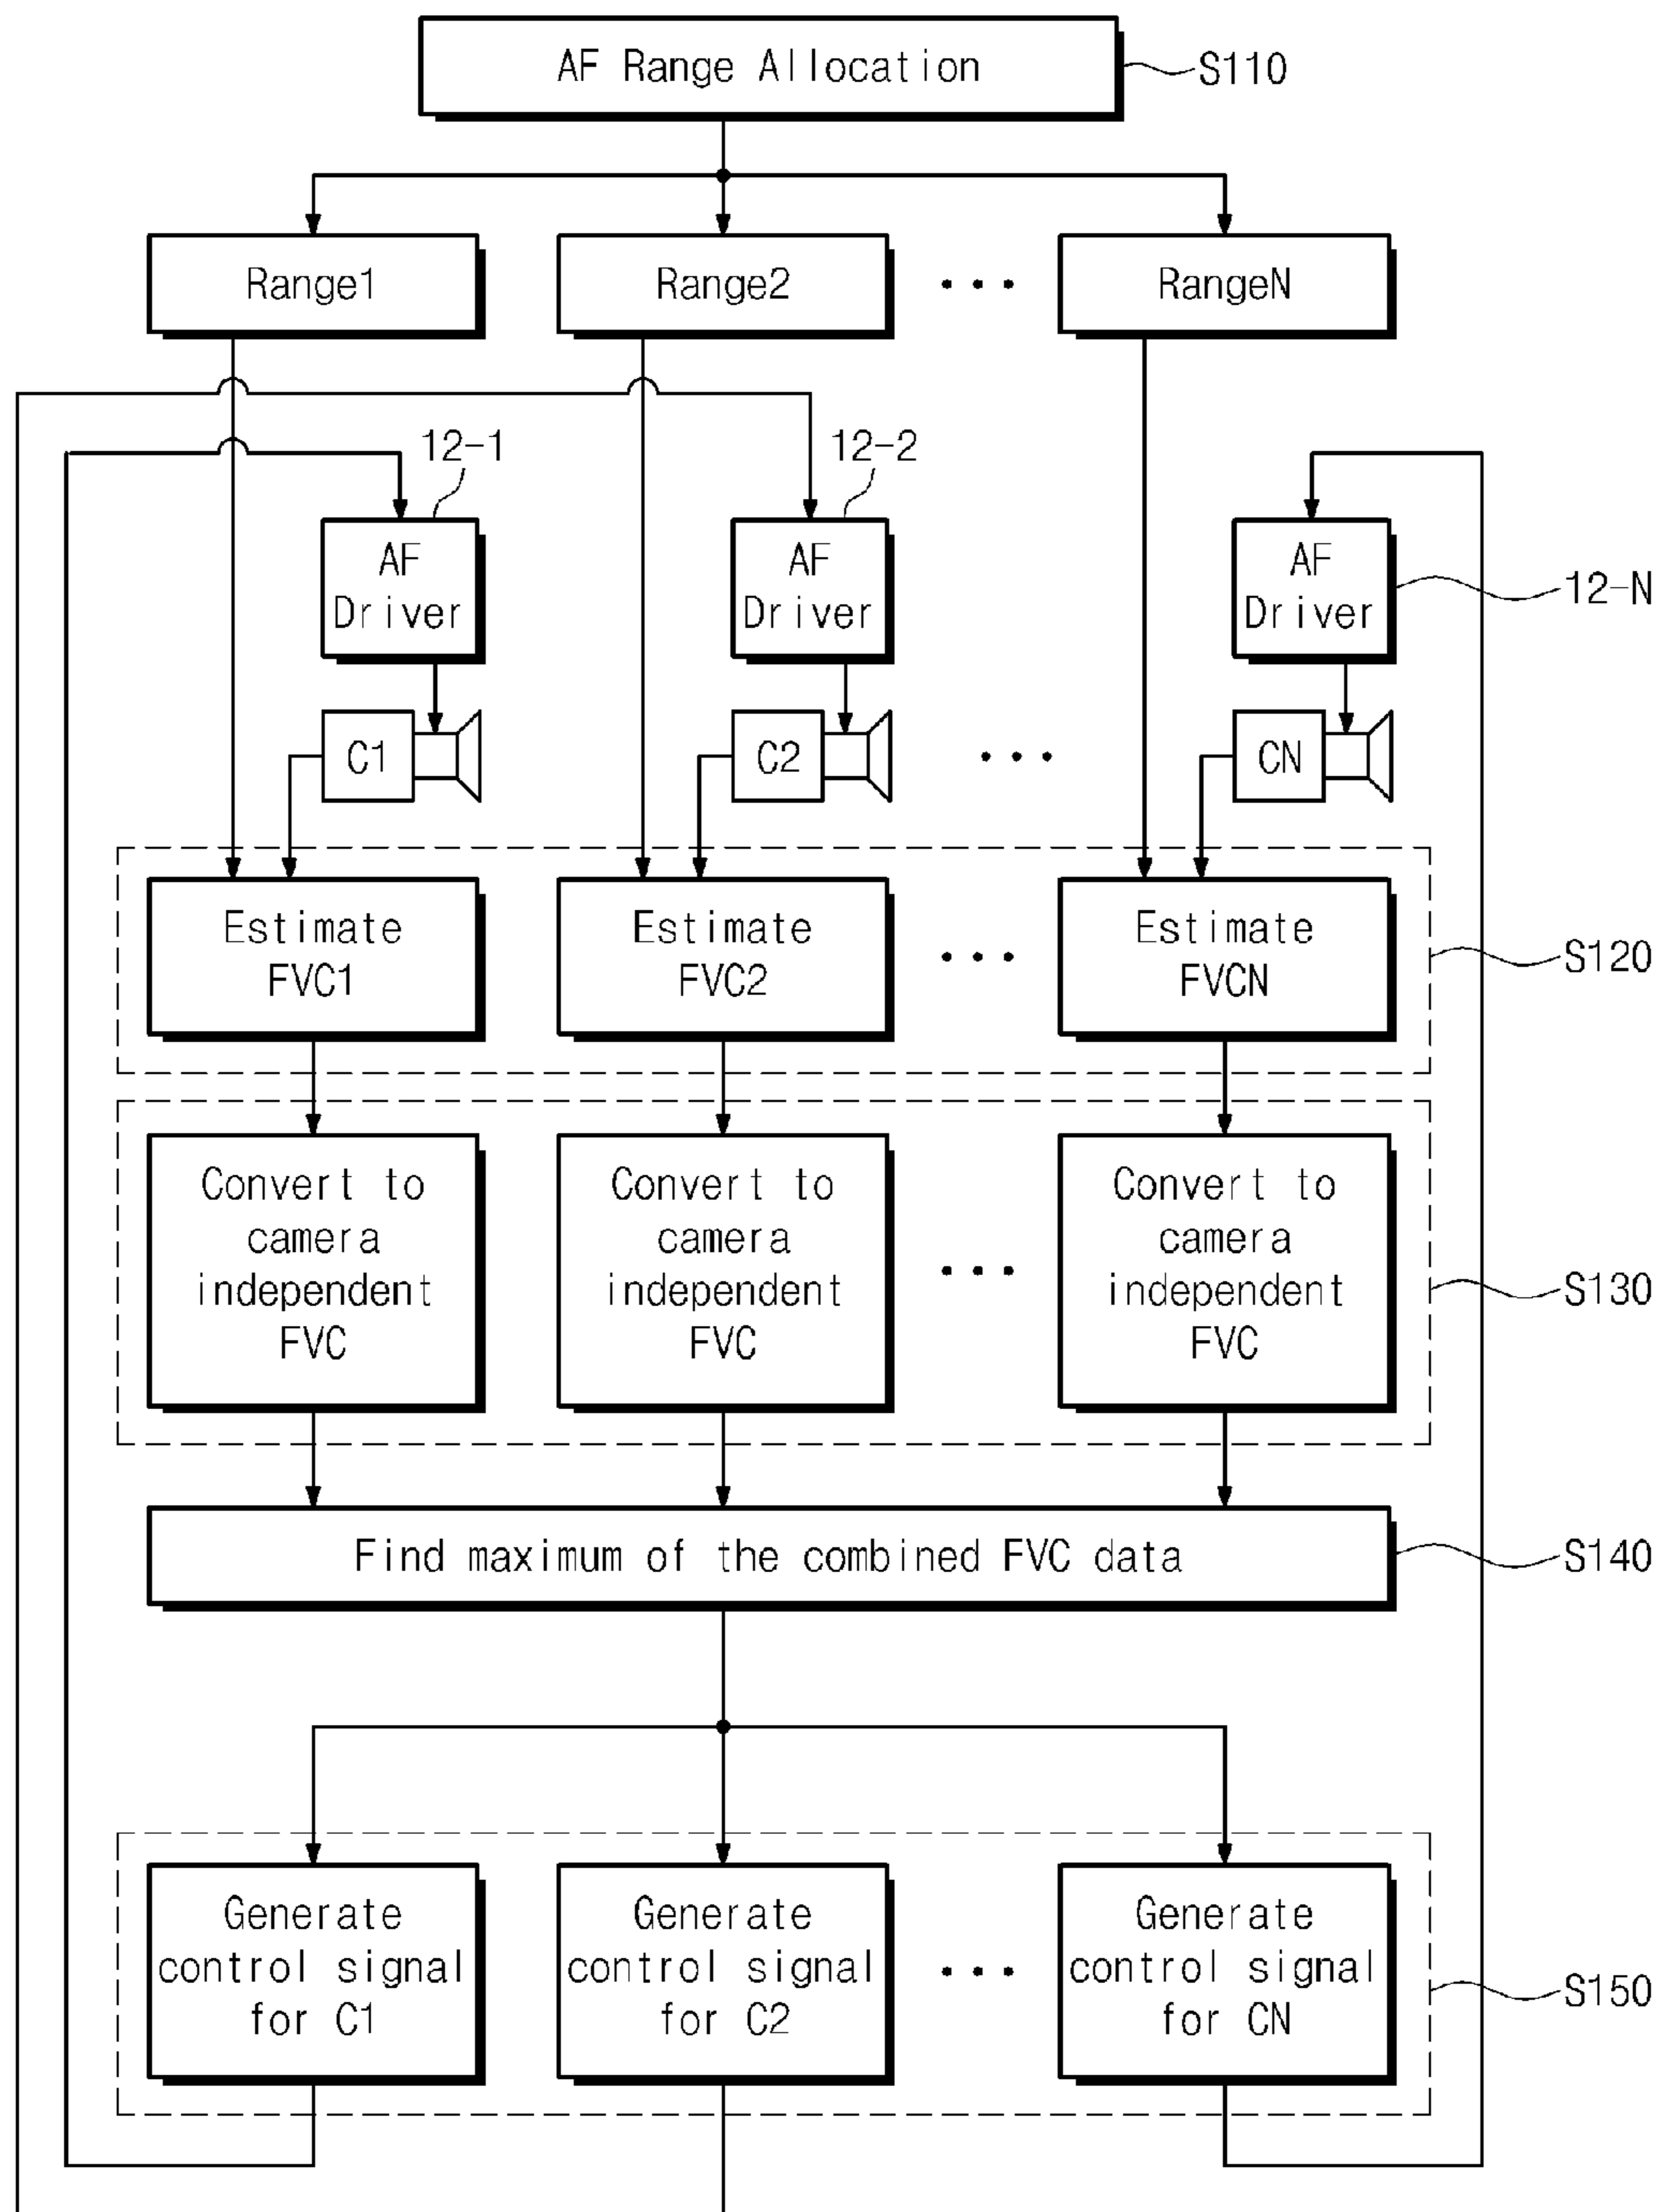 AF Range Allocation
S110
Range1
Range2
...
RangeN
12-1
12-2
AF
Driver
AF
Driver
AF
Driver
12-N
C1
C2
...
CN
Estimate
FVC1
Estimate
FVC2
...
Estimate
FVCN
S120
Convert to
camera
independent
FVC
Convert to
camera
independent
FVC
...
Convert to
camera
independent
FVC
S130
Find maximum of the combined FVC data
S140
Generate
control signal
for C1
Generate
control signal
for C2
...
Generate
control signal
for CN
S150